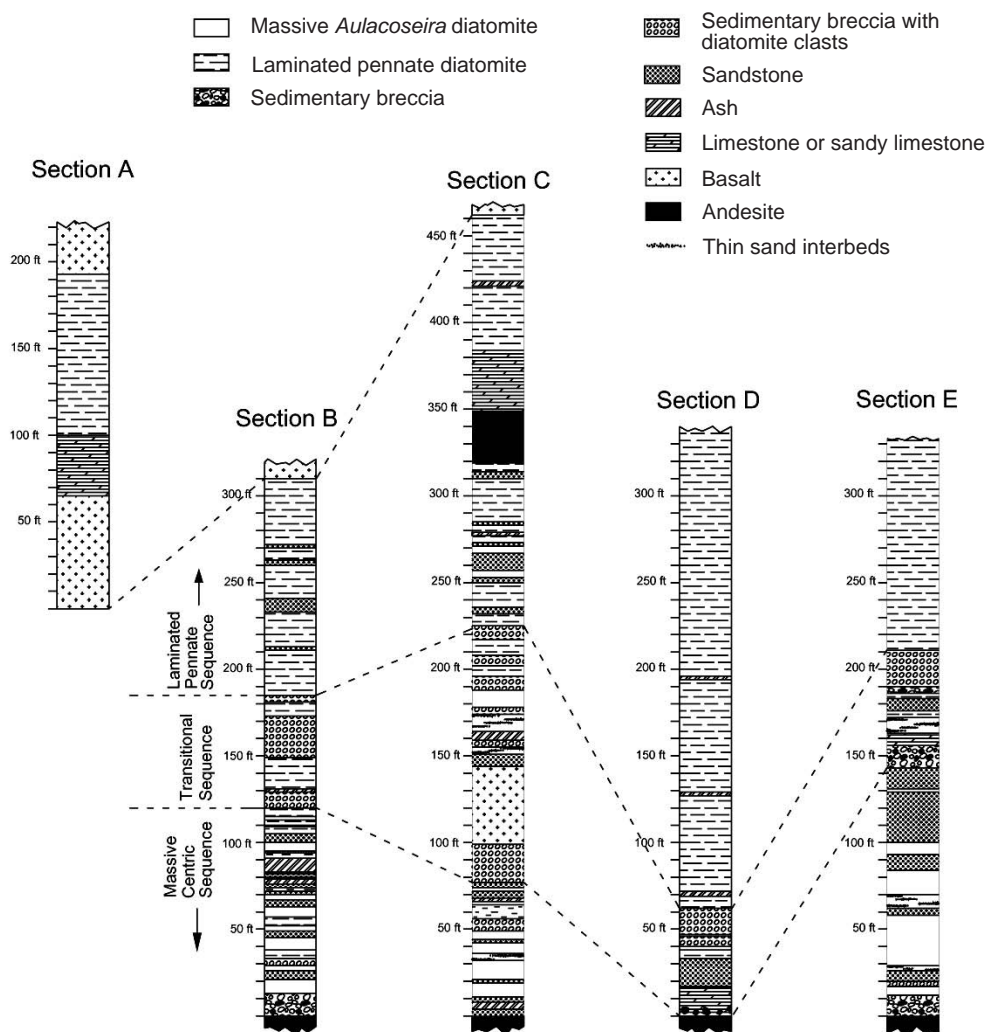 Massive Aulacoseira diatomite
Laminated pennate diatomite
Sedimentary breccia
Sedimentary breccia with
diatomite clasts
Sandstone
Ash
Limestone or sandy limestone
Basalt
Andesite
Thin sand interbeds
Section A
200 ft
150 ft
100 ft
50 ft
Section B
300 ft
250 ft
200 ft
150 ft
100 ft
50 ft
Laminated Pennate
Sequence
Transitional
Sequence
Massive Centric
Sequence
Section C
450 ft
400 ft
350 ft
300 ft
250 ft
200 ft
150 ft
100 ft
50 ft
Section D
300 ft
250 ft
200 ft
150 ft
100 ft
50 ft
Section E
300 ft
250 ft
200 ft
150 ft
100 ft
50 ft